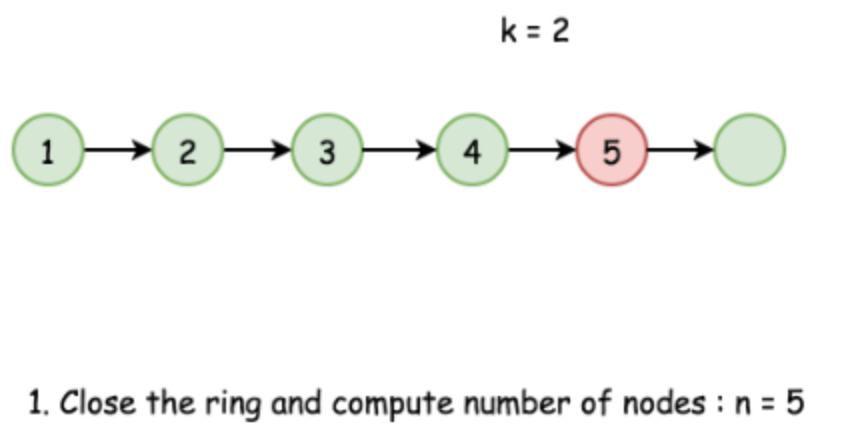 k = 2
1 2 3 4 5
1. Close the ring and compute number of nodes : n = 5